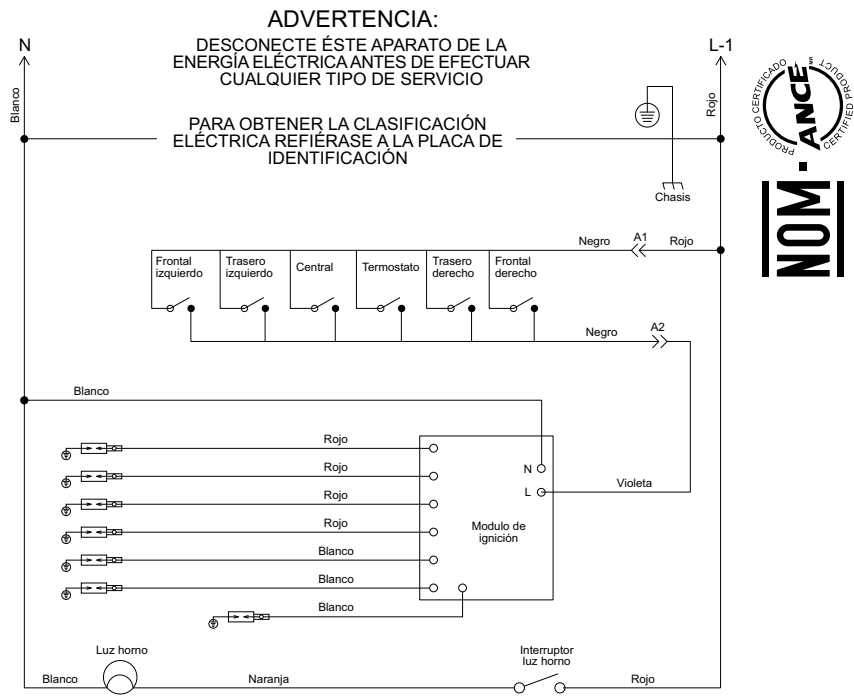 ADVERTENCIA:
DESCONECTE ÉSTE APARATO DE LA
ENERGÍA ELÉCTRICA ANTES DE EFECTUAR
CUALQUIER TIPO DE SERVICIO
N
L-1
Blanco
Rojo
PARA OBTENER LA CLASIFICACIÓN
ELÉCTRICA REFIÉRASE A LA PLACA DE
IDENTIFICACIÓN
Chasis
PRODUCTO CERTIFICADO
ANCE
CERTIFIED PRODUCT
NOM
Negro
A1
Rojo
Frontal
izquierdo
Trasero
izquierdo
Central
Termostato
Trasero
derecho
Frontal
derecho
Negro
A2
Blanco
Rojo
Rojo
Rojo
Rojo
Blanco
Blanco
Blanco
N
L
Violeta
Modulo de
ignición
Luz horno
Interruptor
luz horno
Blanco
Naranja
Rojo